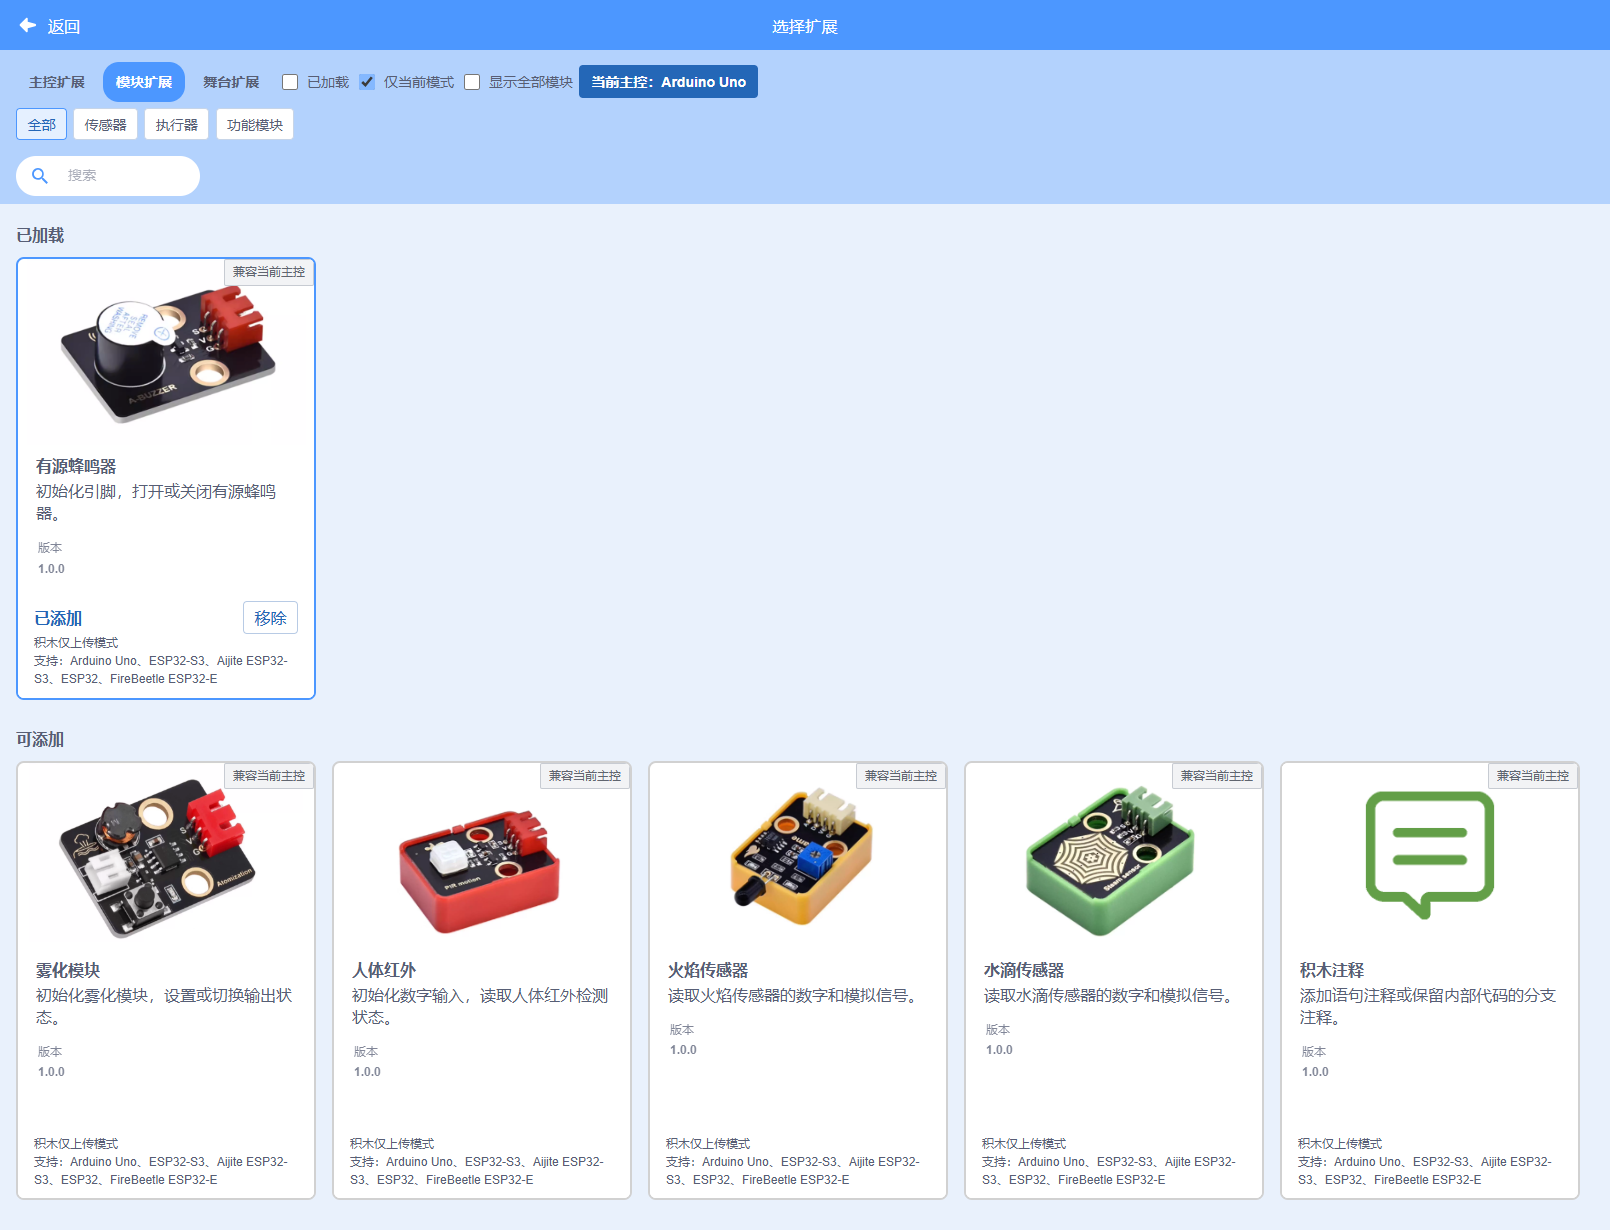 返回
选择扩展
主控扩展
模块扩展
舞台扩展
已加载
仅当前模式
显示全部模块
当前主控：Arduino Uno
全部
传感器
执行器
功能模块
搜索
已加载
兼容当前主控
REMOVE
SEAL
AFTER
WASHING
A-BUZZER
有源蜂鸣器
初始化引脚，打开或关闭有源蜂鸣
器。
版本
1.0.0
已添加
移除
积木仅上传模式
支持：Arduino Uno、ESP32-S3、Aijite ESP32-
S3、ESP32、FireBeetle ESP32-E
可添加
兼容当前主控
Atomization
雾化模块
初始化雾化模块，设置或切换输出状
态。
版本
1.0.0
积木仅上传模式
支持：Arduino Uno、ESP32-S3、Aijite ESP32-
S3、ESP32、FireBeetle ESP32-E
兼容当前主控
PIR motion
人体红外
初始化数字输入，读取人体红外检测
状态。
版本
1.0.0
积木仅上传模式
支持：Arduino Uno、ESP32-S3、Aijite ESP32-
S3、ESP32、FireBeetle ESP32-E
兼容当前主控
火焰传感器
读取火焰传感器的数字和模拟信号。
版本
1.0.0
积木仅上传模式
支持：Arduino Uno、ESP32-S3、Aijite ESP32-
S3、ESP32、FireBeetle ESP32-E
兼容当前主控
Steam sensor
水滴传感器
读取水滴传感器的数字和模拟信号。
版本
1.0.0
积木仅上传模式
支持：Arduino Uno、ESP32-S3、Aijite ESP32-
S3、ESP32、FireBeetle ESP32-E
兼容当前主控
积木注释
添加语句注释或保留内部代码的分支
注释。
版本
1.0.0
积木仅上传模式
支持：Arduino Uno、ESP32-S3、Aijite ESP32-
S3、ESP32、FireBeetle ESP32-E